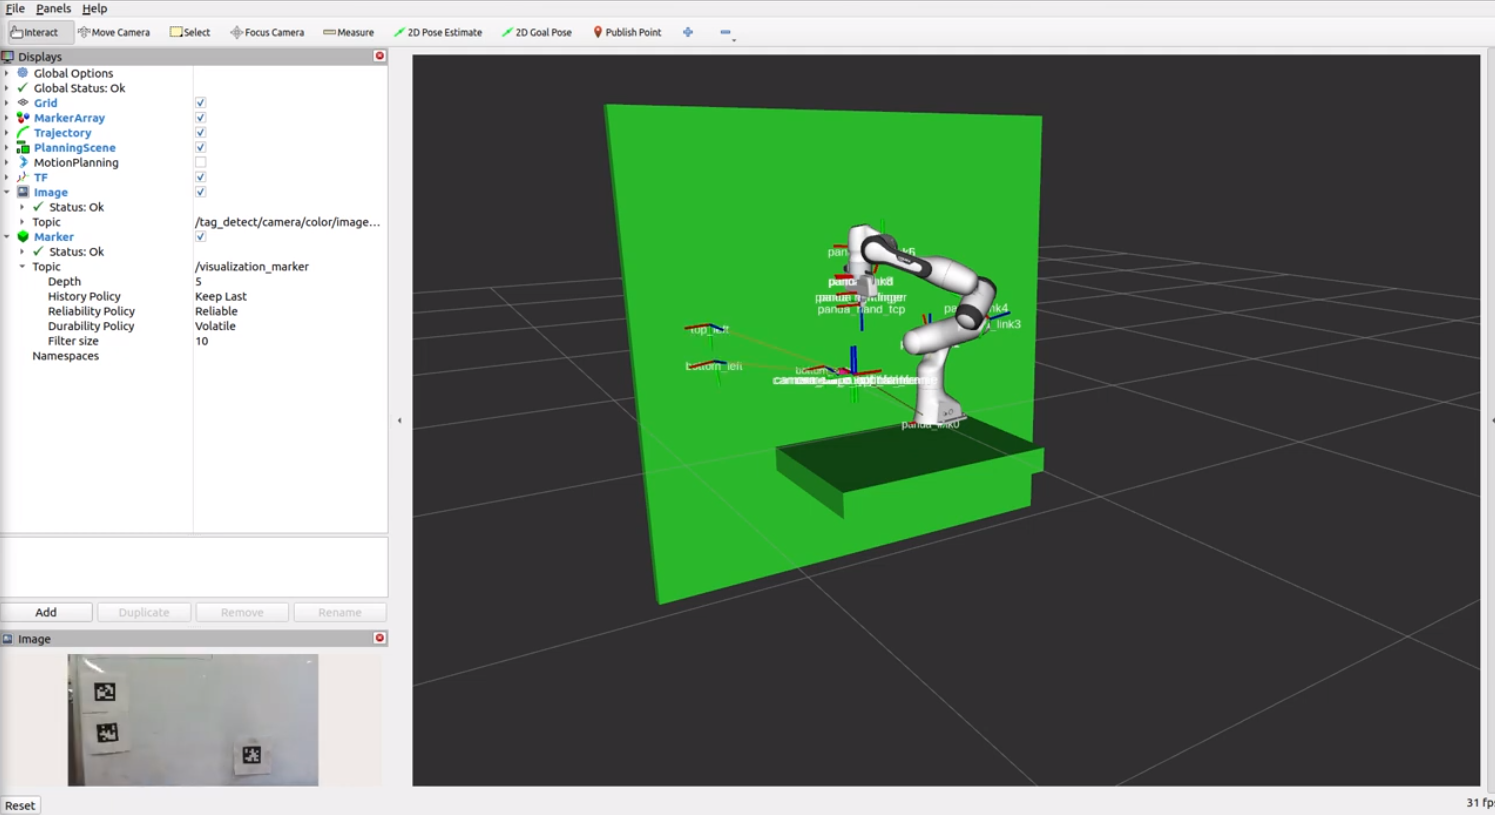 File Panels Help
Interact Move Camera Select Focus Camera Measure 2D Pose Estimate 2D Goal Pose Publish Point
Displays
Global Options
Global Status: Ok
Grid
MarkerArray
Trajectory
PlanningScene
MotionPlanning
TF
Image
Status: Ok
Topic /tag_detect/camera/color/image...
Marker
Status: Ok
Topic /visualization_marker
Depth 5
History Policy Keep Last
Reliability Policy Reliable
Durability Policy Volatile
Filter size 10
Namespaces
Add Duplicate Remove Rename
Image
Reset
top_left
bottom_left
panda_hand_tcp
panda_link0
31 fps